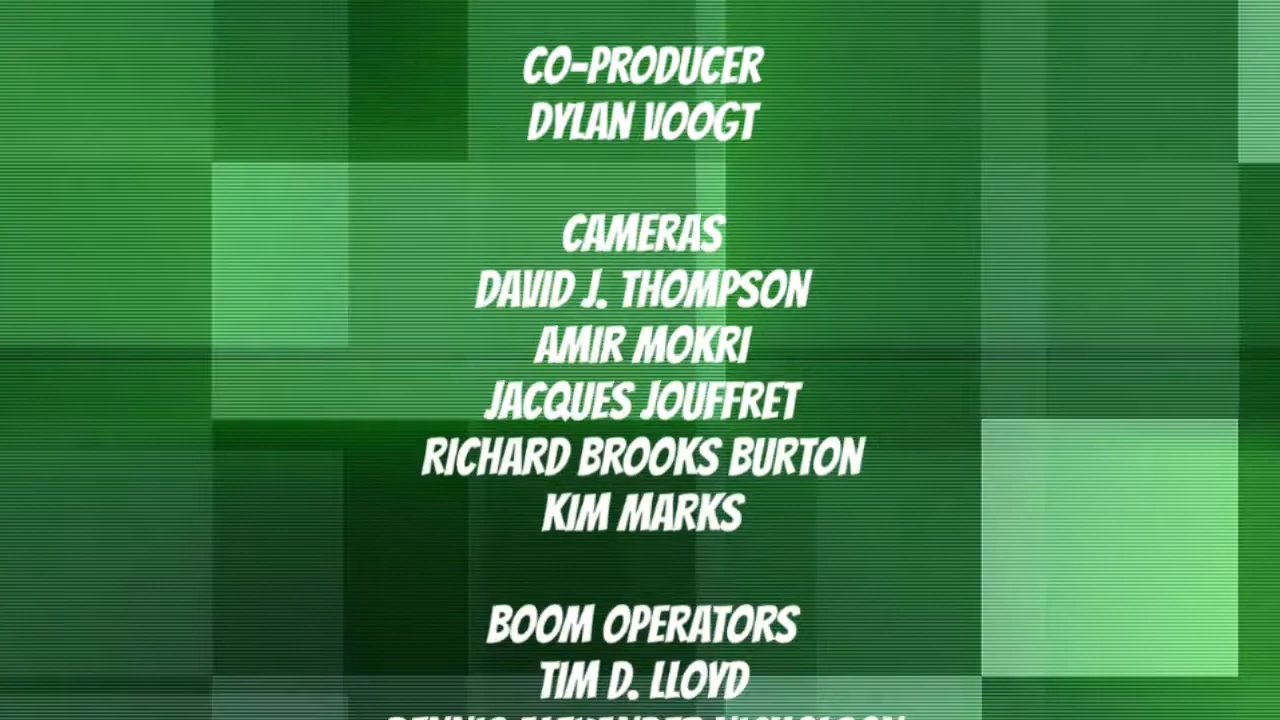 CO-PRODUCER
DYLAN VOOGT
CAMERAS
DAVID J. THOMPSON
AMIR MOKRI
JACQUES JOUFFRET
RICHARD BROOKS BURTON
KIM MARKS
BOOM OPERATORS
TIM D. LLOYD